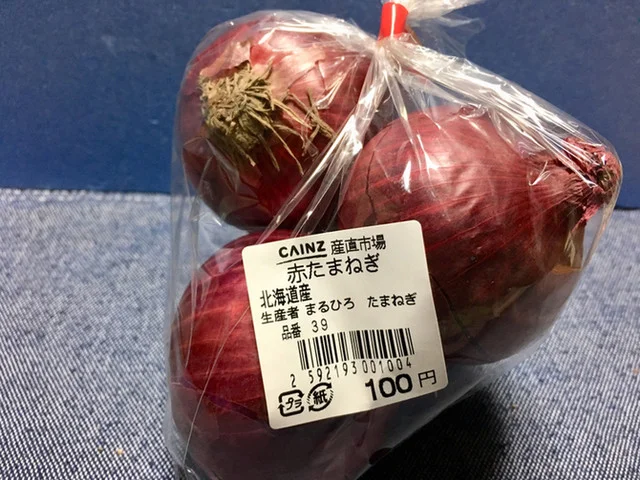 CAINZ 産直市場
赤たまねぎ
北海道産
生産者 まるひろ たまねぎ
品番 39
2 592193 001004
プラ 紙 100円